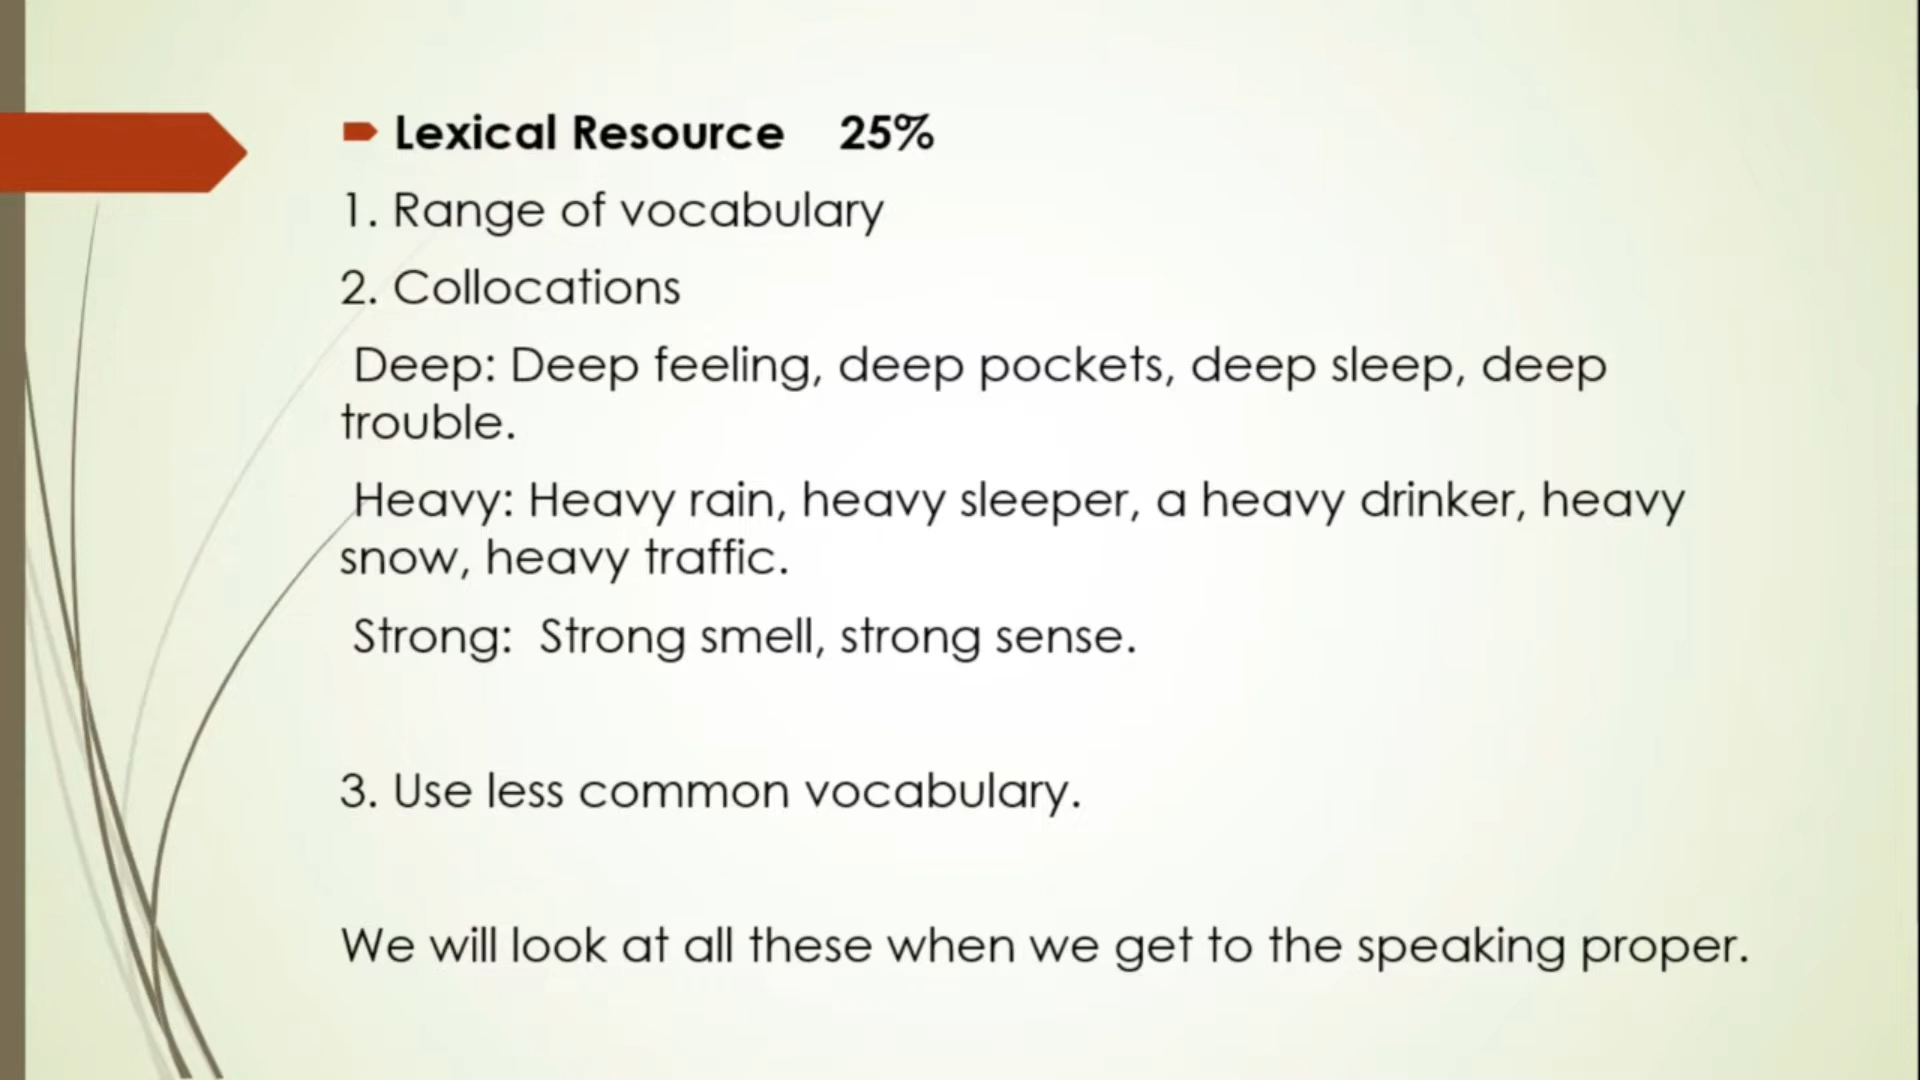 Lexical Resource 25%
1. Range of vocabulary
2. Collocations
Deep: Deep feeling, deep pockets, deep sleep, deep
trouble.
Heavy: Heavy rain, heavy sleeper, a heavy drinker, heavy
snow, heavy traffic.
Strong: Strong smell, strong sense.
3. Use less common vocabulary.
We will look at all these when we get to the speaking proper.